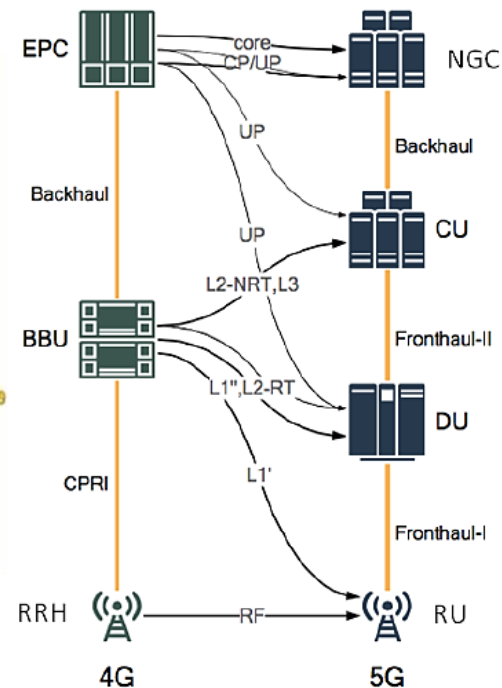 EPC
core
CP/UP
NGC
UP
Backhaul
Backhaul
UP
CU
L2-NRT,L3
BBU
Fronthaul-II
L1'',L2-RT
DU
L1'
CPRI
Fronthaul-I
RRH
RF
RU
4G
5G